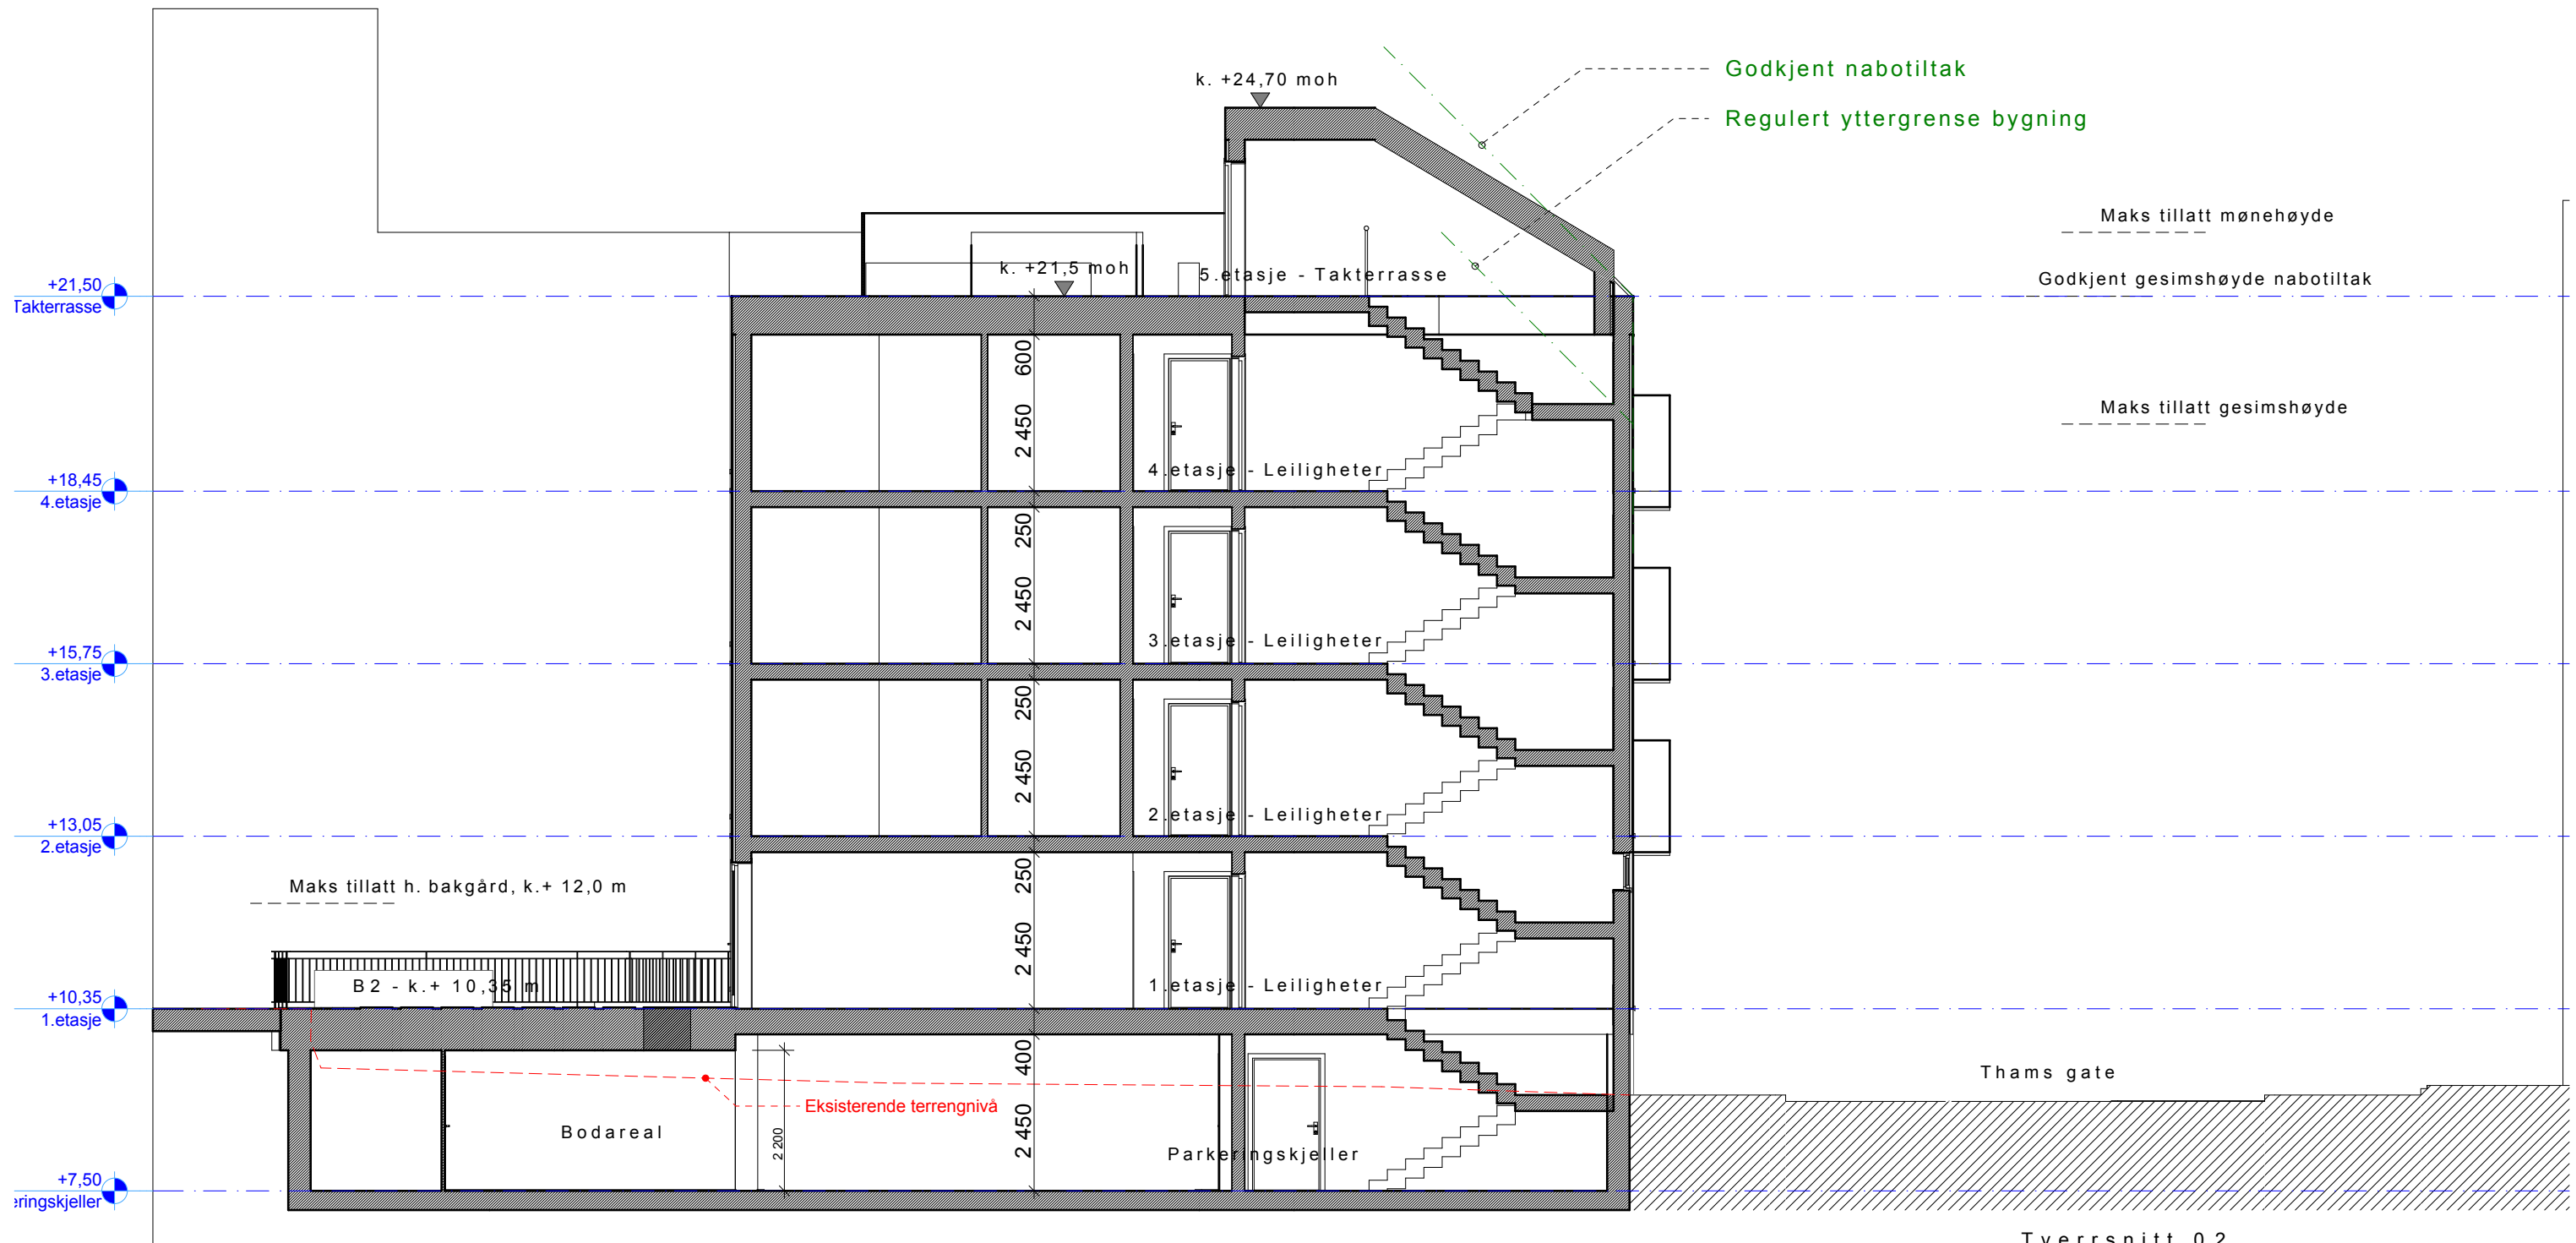 k. +24,70 moh
Godkjent nabotiltak
Regulert yttergrense bygning
Maks tillatt mønehøyde
k. +21,5 moh
5.etasje - Takterrasse
Godkjent gesimshøyde nabotiltak
+21,50
Takterrasse
600
2 450
Maks tillatt gesimshøyde
4.etasje - Leiligheter
+18,45
4.etasje
250
2 450
3.etasje - Leiligheter
+15,75
3.etasje
250
2 450
2.etasje - Leiligheter
+13,05
2.etasje
250
Maks tillatt h. bakgård, k.+ 12,0 m
2 450
B2 - k.+ 10,35 m
1.etasje - Leiligheter
+10,35
1.etasje
400
Thams gate
Eksisterende terrengnivå
Bodareal
2 200
2 450
Parkeringskjeller
+7,50
eringskjeller
Tverrsnitt 02